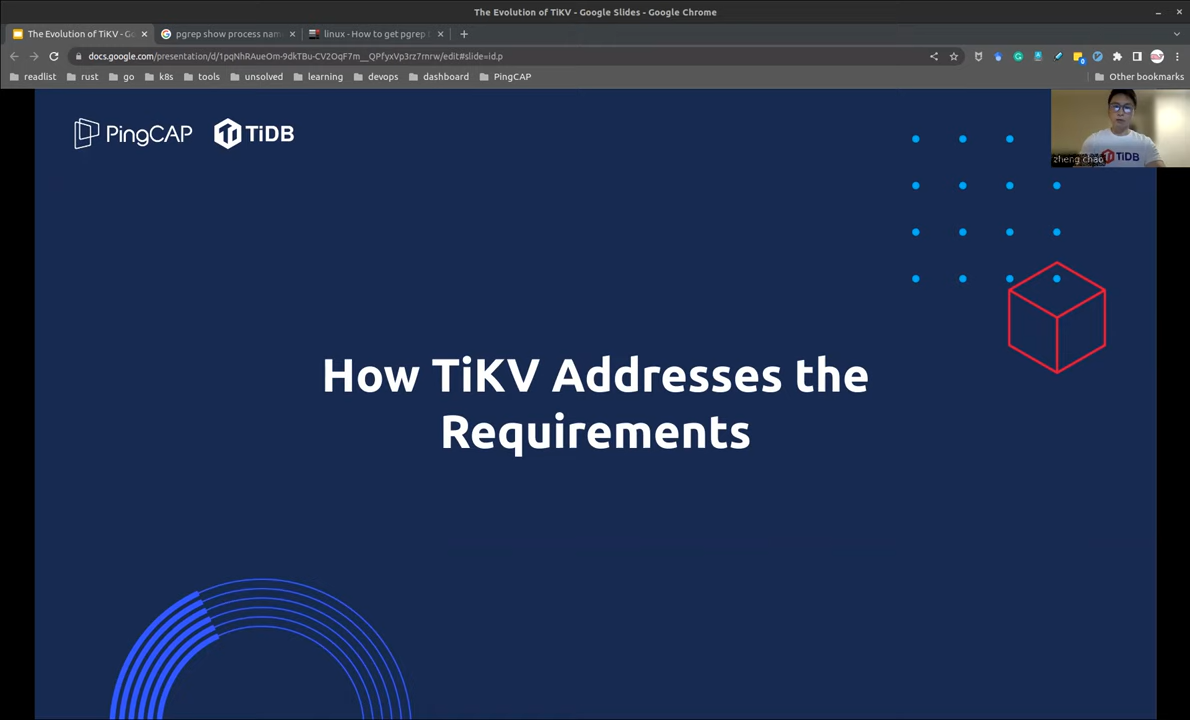 The Evolution of TiKV - Google Slides - Google Chrome
The Evolution of TiKV - Go
pgrep show process name
linux - How to get pgrep
docs.google.com/presentation/d/1pqNhRAueOm-9dkTBu-CV2OqF7m__QPfyxVp3rz7mrw/edit#slide=id.p
readlist rust go k8s tools unsolved learning devops dashboard PingCAP Other bookmarks
PingCAP TiDB
TiDB
zheng chao
How TiKV Addresses the
Requirements